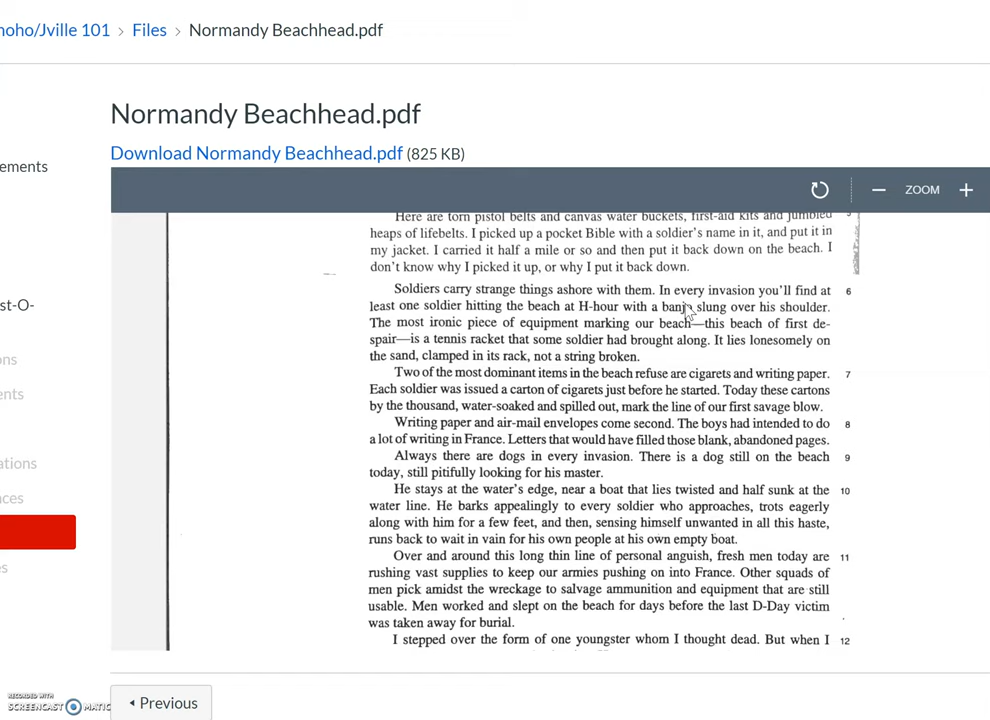 noho/Jville 101 > Files > Normandy Beachhead.pdf
Normandy Beachhead.pdf
Download Normandy Beachhead.pdf (825 KB)
ements
ZOOM
Here are torn pistol belts and canvas water buckets, first-aid kits and jumbled 5
heaps of lifebelts. I picked up a pocket Bible with a soldier's name in it, and put it in
my jacket. I carried it half a mile or so and then put it back down on the beach. I
don't know why I picked it up, or why I put it back down.
Soldiers carry strange things ashore with them. In every invasion you'll find at 6
least one soldier hitting the beach at H-hour with a banj slung over his shoulder.
The most ironic piece of equipment marking our beach—this beach of first de-
spair—is a tennis racket that some soldier had brought along. It lies lonesomely on
the sand, clamped in its rack, not a string broken.
Two of the most dominant items in the beach refuse are cigarets and writing paper. 7
Each soldier was issued a carton of cigarets just before he started. Today these cartons
by the thousand, water-soaked and spilled out, mark the line of our first savage blow.
Writing paper and air-mail envelopes come second. The boys had intended to do 8
a lot of writing in France. Letters that would have filled those blank, abandoned pages.
Always there are dogs in every invasion. There is a dog still on the beach 9
today, still pitifully looking for his master.
He stays at the water's edge, near a boat that lies twisted and half sunk at the 10
water line. He barks appealingly to every soldier who approaches, trots eagerly
along with him for a few feet, and then, sensing himself unwanted in all this haste,
runs back to wait in vain for his own people at his own empty boat.
Over and around this long thin line of personal anguish, fresh men today are 11
rushing vast supplies to keep our armies pushing on into France. Other squads of
men pick amidst the wreckage to salvage ammunition and equipment that are still
usable. Men worked and slept on the beach for days before the last D-Day victim
was taken away for burial.
I stepped over the form of one youngster whom I thought dead. But when I 12
st-O-
ons
ents
ations
ces
s
Previous
RECORDED WITH
SCREENCAST MATIC